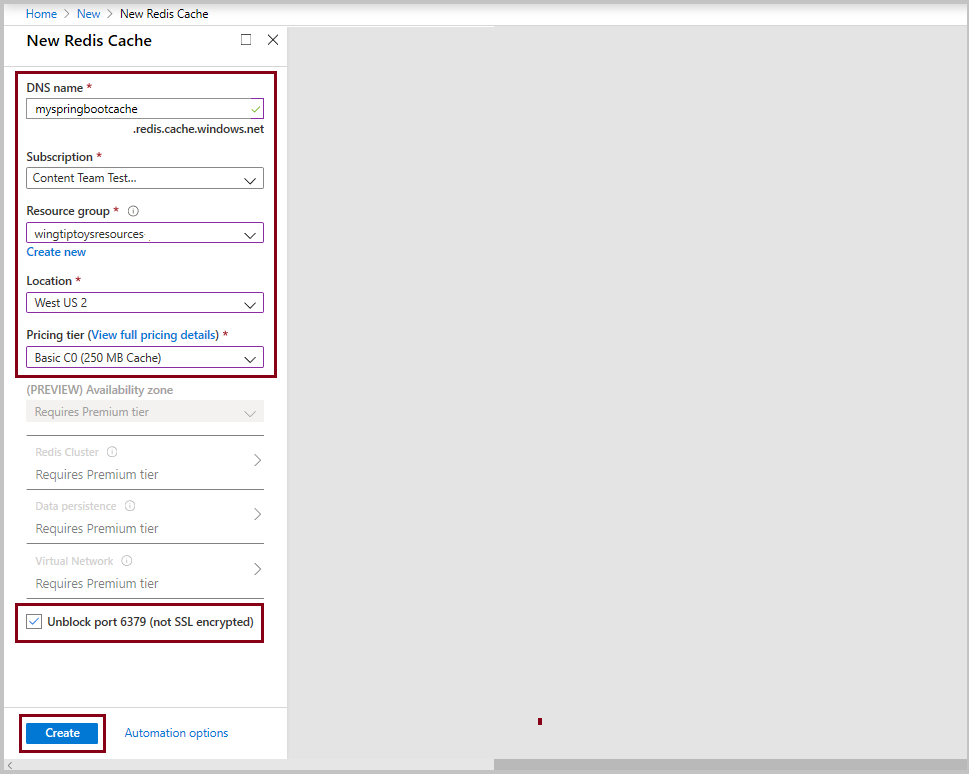 Home > New > New Redis Cache
New Redis Cache
DNS name *
myspringbootcache
.redis.cache.windows.net
Subscription *
Content Team Test...
Resource group *
wingtiptoysresources
Create new
Location *
West US 2
Pricing tier (View full pricing details) *
Basic C0 (250 MB Cache)
(PREVIEW) Availability zone
Requires Premium tier
Redis Cluster
Requires Premium tier
Data persistence
Requires Premium tier
Virtual Network
Requires Premium tier
Unblock port 6379 (not SSL encrypted)
Create Automation options